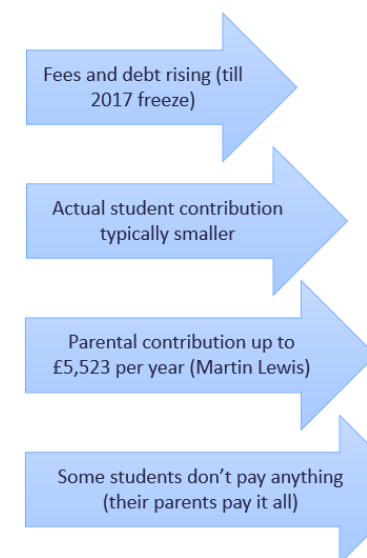 Fees and debt rising (till
2017 freeze)
Actual student contribution
typically smaller
Parental contribution up to
£5,523 per year (Martin Lewis)
Some students don’t pay anything
(their parents pay it all)